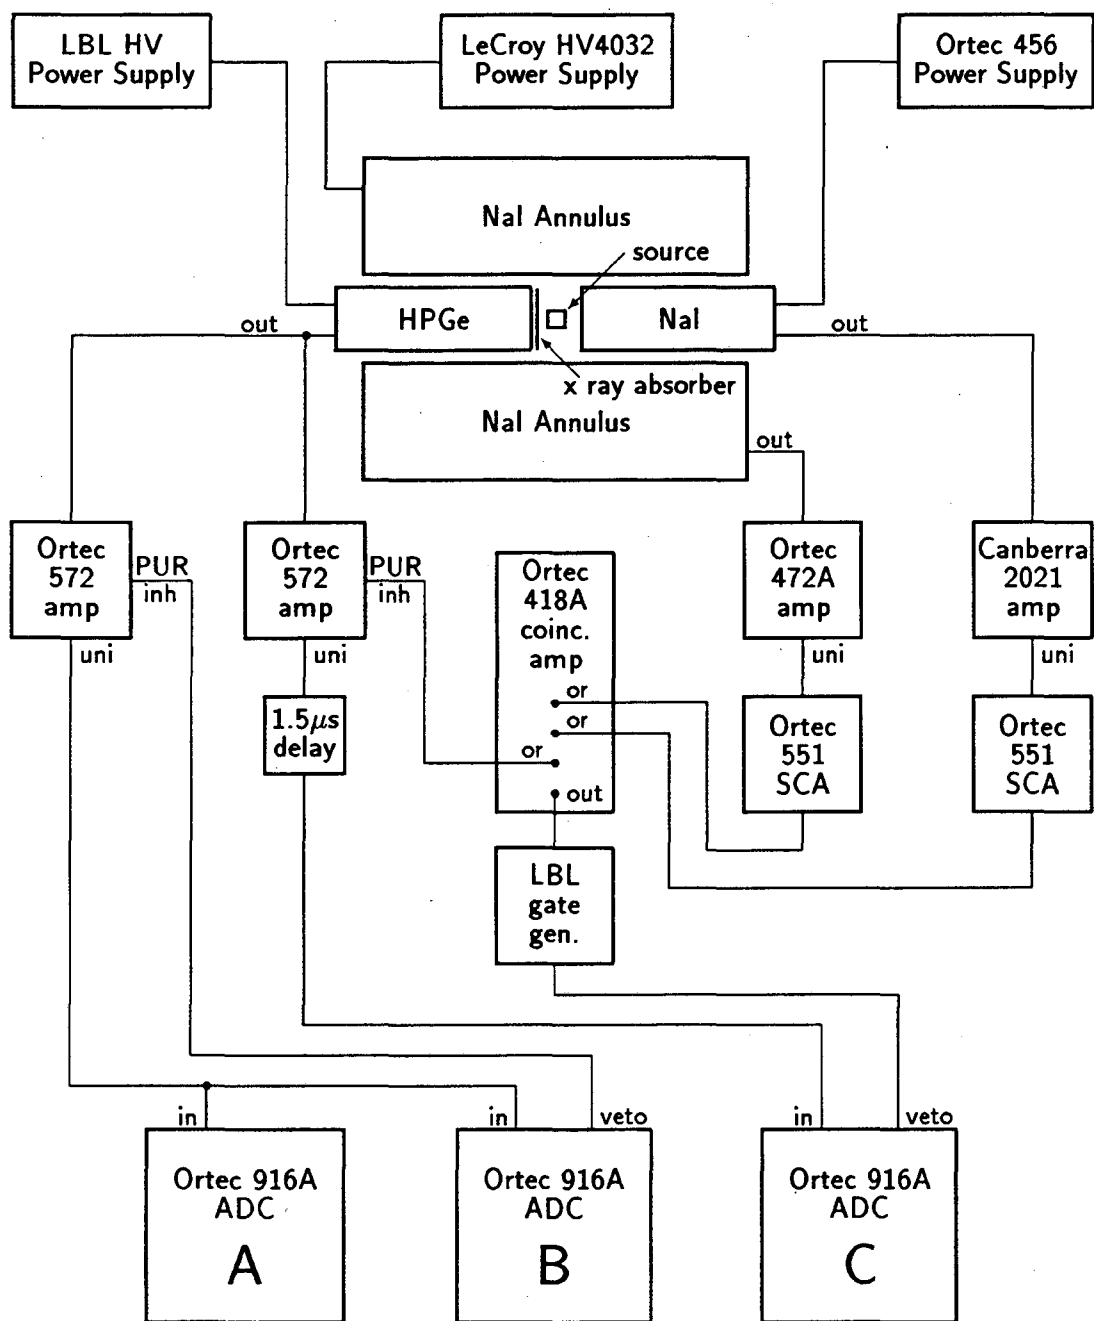 LBL HV
Power Supply
LeCroy HV4032
Power Supply
Ortec 456
Power Supply
NaI Annulus
source
HPGe
NaI
out
out
x ray absorber
NaI Annulus
out
Ortec
572
amp
PUR
inh
uni
Ortec
572
amp
PUR
inh
uni
Ortec
418A
coinc.
amp
or
or
or
out
Ortec
472A
amp
uni
Canberra
2021
amp
uni
1.5μs
delay
Ortec
551
SCA
Ortec
551
SCA
LBL
gate
gen.
in
in
veto
in
veto
Ortec 916A
ADC
A
Ortec 916A
ADC
B
Ortec 916A
ADC
C